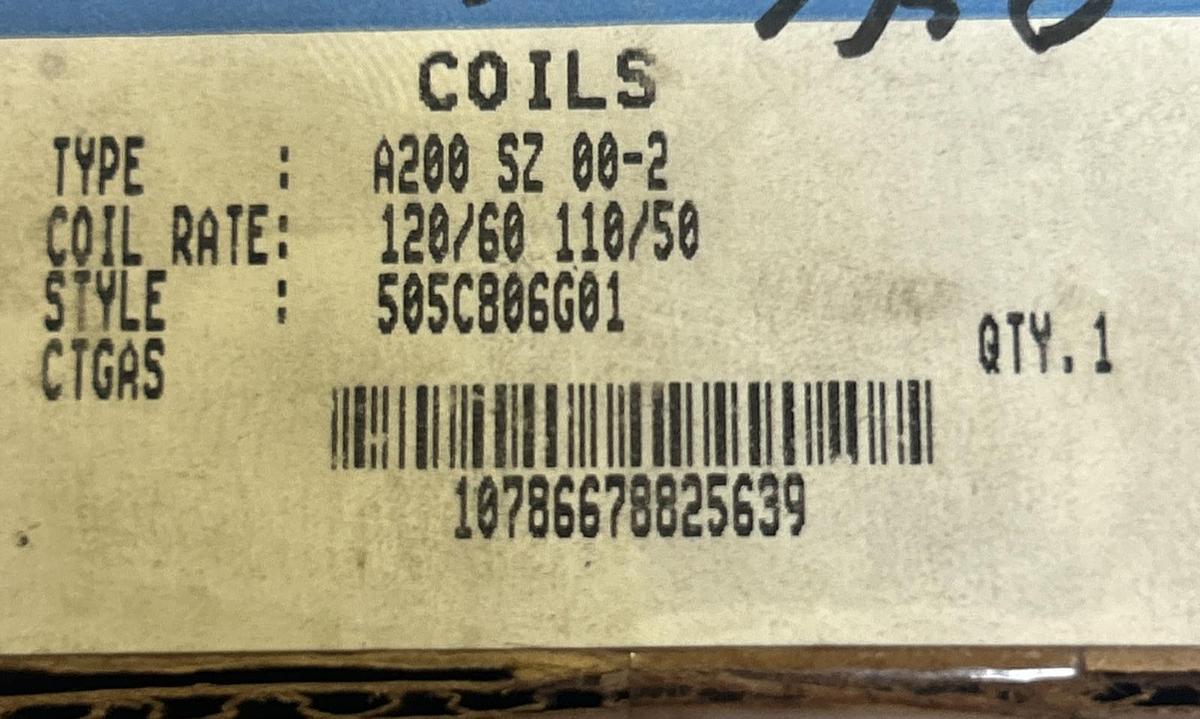 COILS
TYPE : A200 SZ 00-2
COIL RATE: 120/60 110/50
STYLE : 505C806G01
CTGAS
QTY. 1
10786678825639